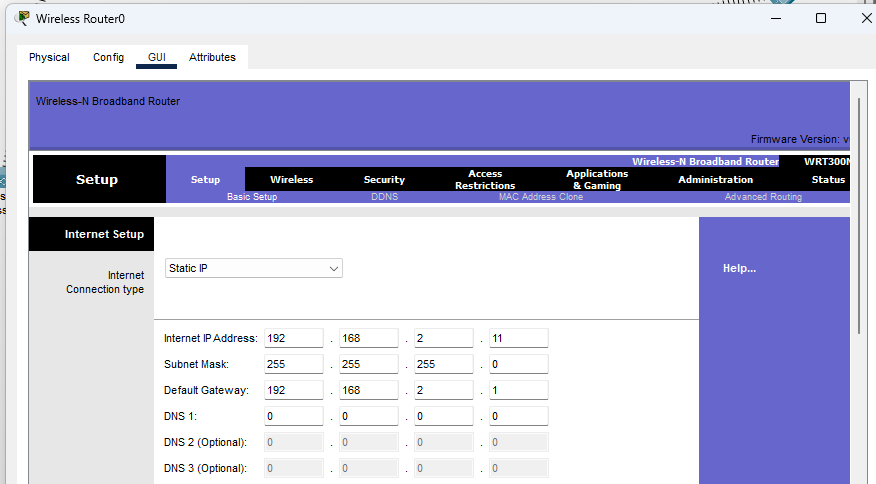 Wireless Router0
Physical Config GUI Attributes
Wireless-N Broadband Router
Firmware Version: v
Wireless-N Broadband Router WRT300N
Setup
Setup Wireless Security Access Restrictions Applications & Gaming Administration Status
Basic Setup DDNS MAC Address Clone Advanced Routing
Internet Setup
Internet Connection type Static IP
Help...
Internet IP Address: 192 . 168 . 2 . 11
Subnet Mask: 255 . 255 . 255 . 0
Default Gateway: 192 . 168 . 2 . 1
DNS 1: 0 . 0 . 0 . 0
DNS 2 (Optional): 0 . 0 . 0 . 0
DNS 3 (Optional): 0 . 0 . 0 . 0